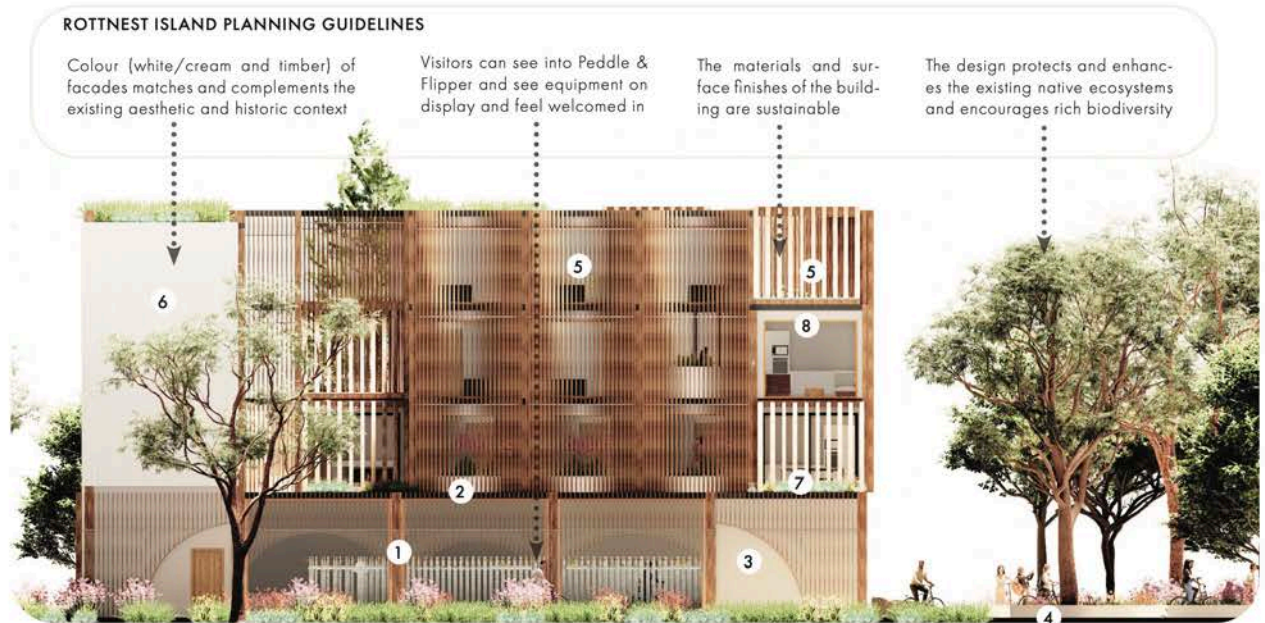 ROTTNEST ISLAND PLANNING GUIDELINES
Colour (white/cream and timber) of
facades matches and complements the
existing aesthetic and historic context
Visitors can see into Peddle &
Flipper and see equipment on
display and feel welcomed in
The materials and sur-
face finishes of the build-
ing are sustainable
The design protects and enhanc-
es the existing native ecosystems
and encourages rich biodiversity
5
5
6
8
2
7
1
3
4